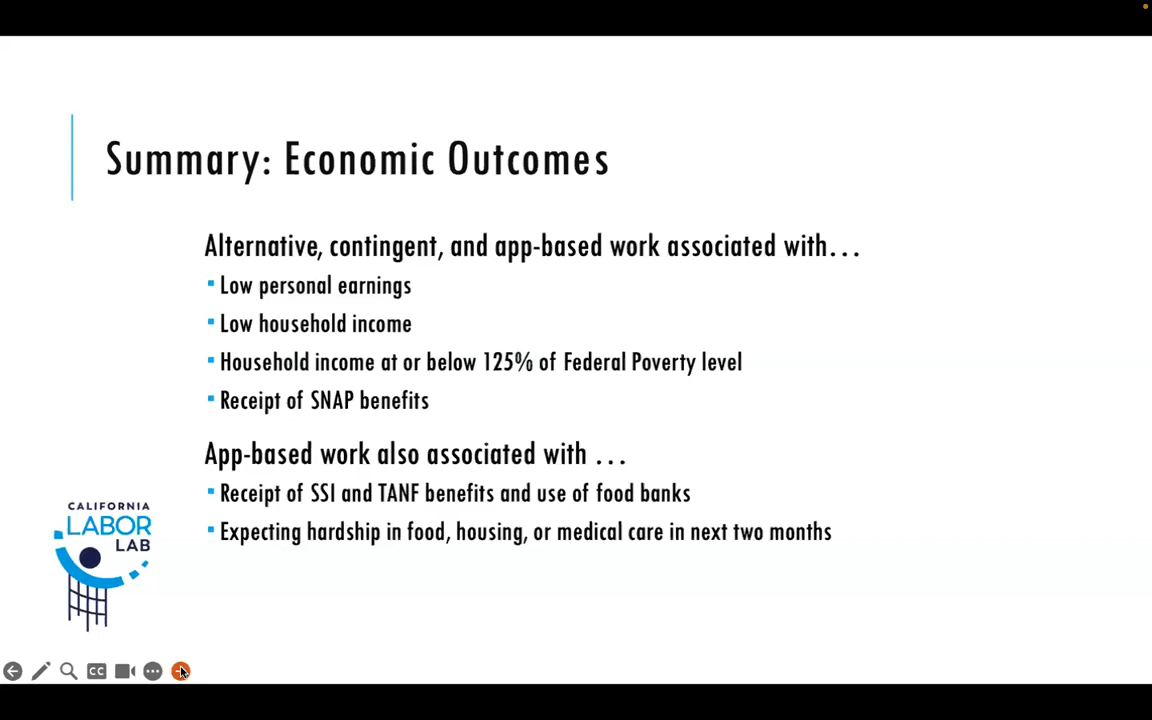 Summary: Economic Outcomes
Alternative, contingent, and app-based work associated with...
Low personal earnings
Low household income
Household income at or below 125% of Federal Poverty level
Receipt of SNAP benefits
App-based work also associated with ...
Receipt of SSI and TANF benefits and use of food banks
Expecting hardship in food, housing, or medical care in next two months
CALIFORNIA
LABOR
LAB
CC